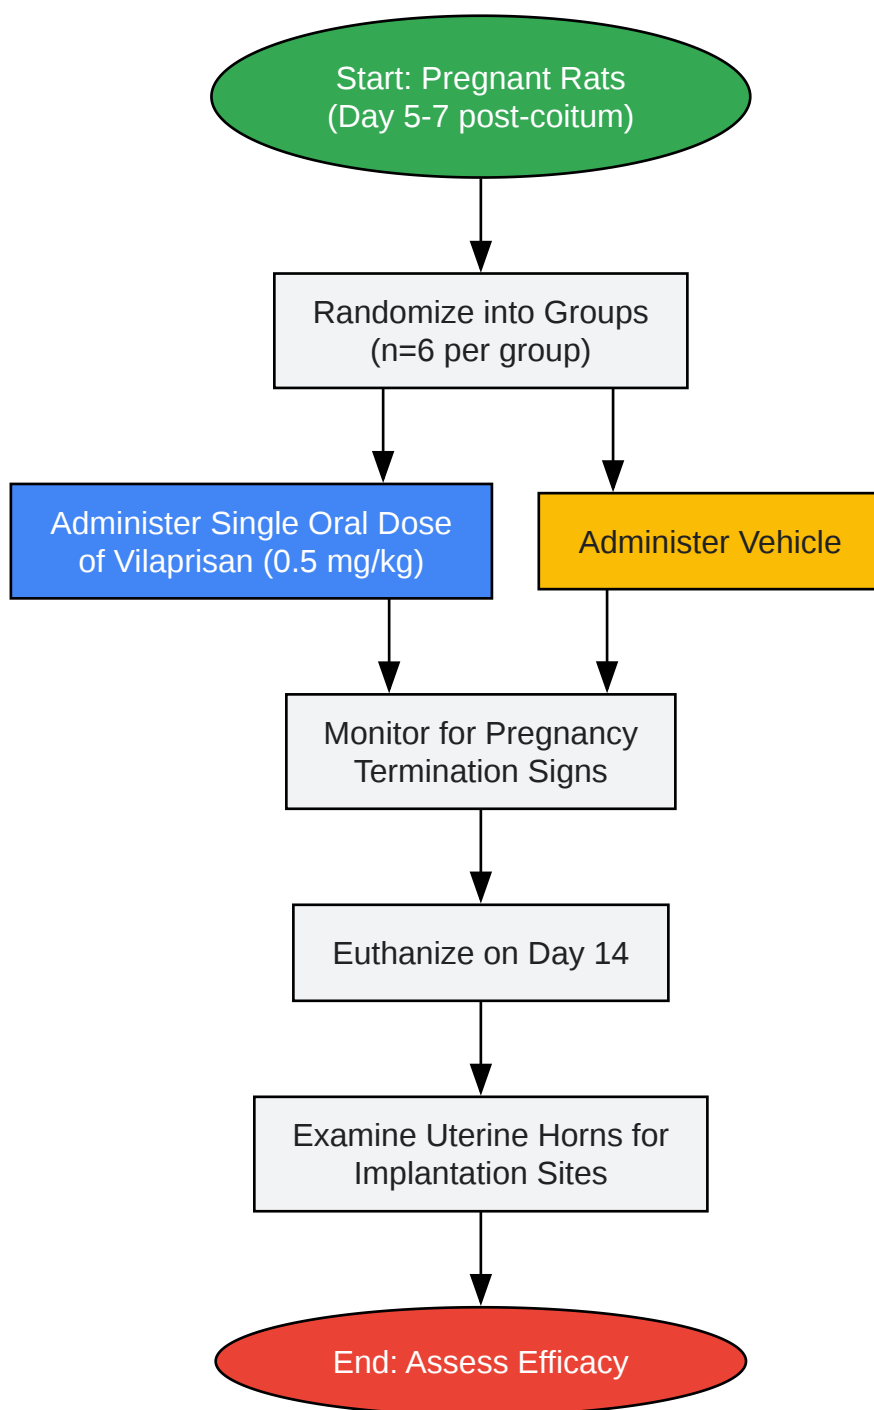 Start: Pregnant Rats
(Day 5-7 post-coitum)
Randomize into Groups
(n=6 per group)
Administer Single Oral Dose
of Vilaprisan (0.5 mg/kg)
Administer Vehicle
Monitor for Pregnancy
Termination Signs
Euthanize on Day 14
Examine Uterine Horns for
Implantation Sites
End: Assess Efficacy